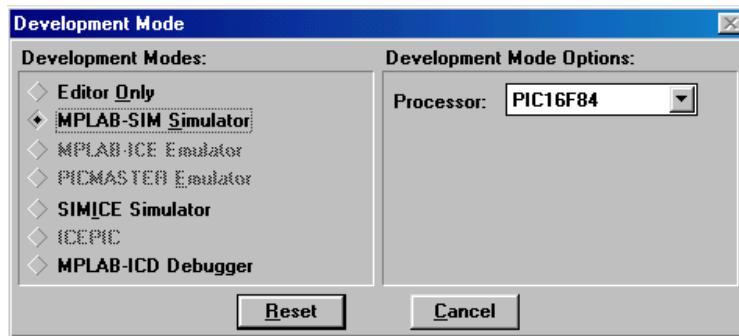 Development Mode
Development Modes:
Editor Only
MPLAB-SIM Simulator
MPLAB-ICE Emulator
PICMASTER Emulator
SIMICE Simulator
ICEPIC
MPLAB-ICD Debugger
Development Mode Options:
Processor: PIC16F84
Reset Cancel